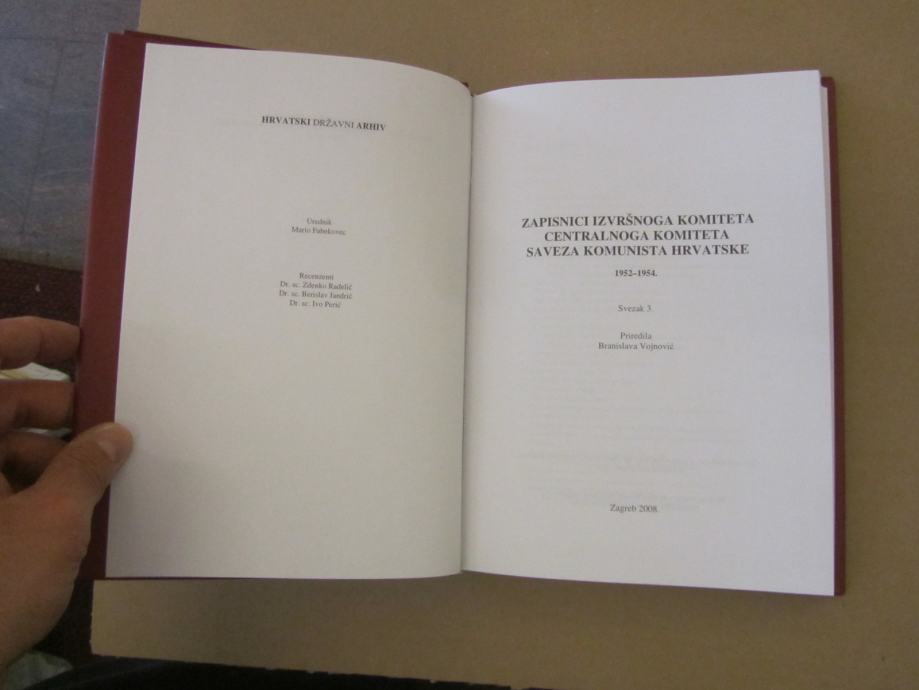 HRVATSKI DRŽAVNI ARHIV
Urednik
Mario Fabekovec
Recenzenti
Dr. sc. Zdenko Radelić
Dr. sc. Berislav Jandrić
Dr. sc. Ivo Perić
ZAPISNICI IZVRŠNOGA KOMITETA
CENTRALNOGA KOMITETA
SAVEZA KOMUNISTA HRVATSKE
1952–1954.
Svezak 3.
Priredila
Branislava Vojnović
Zagreb 2008.